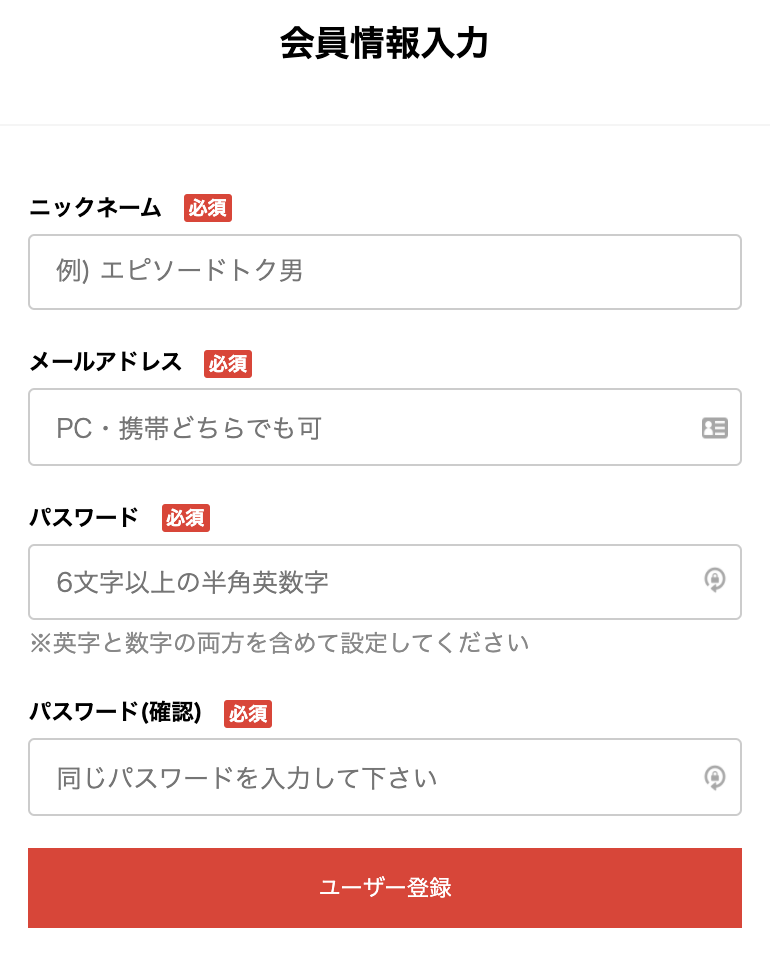 会員情報入力
ニックネーム 必須
例) エピソードトク男
メールアドレス 必須
PC・携帯どちらでも可
パスワード 必須
6文字以上の半角英数字
※英字と数字の両方を含めて設定してください
パスワード(確認) 必須
同じパスワードを入力して下さい
ユーザー登録